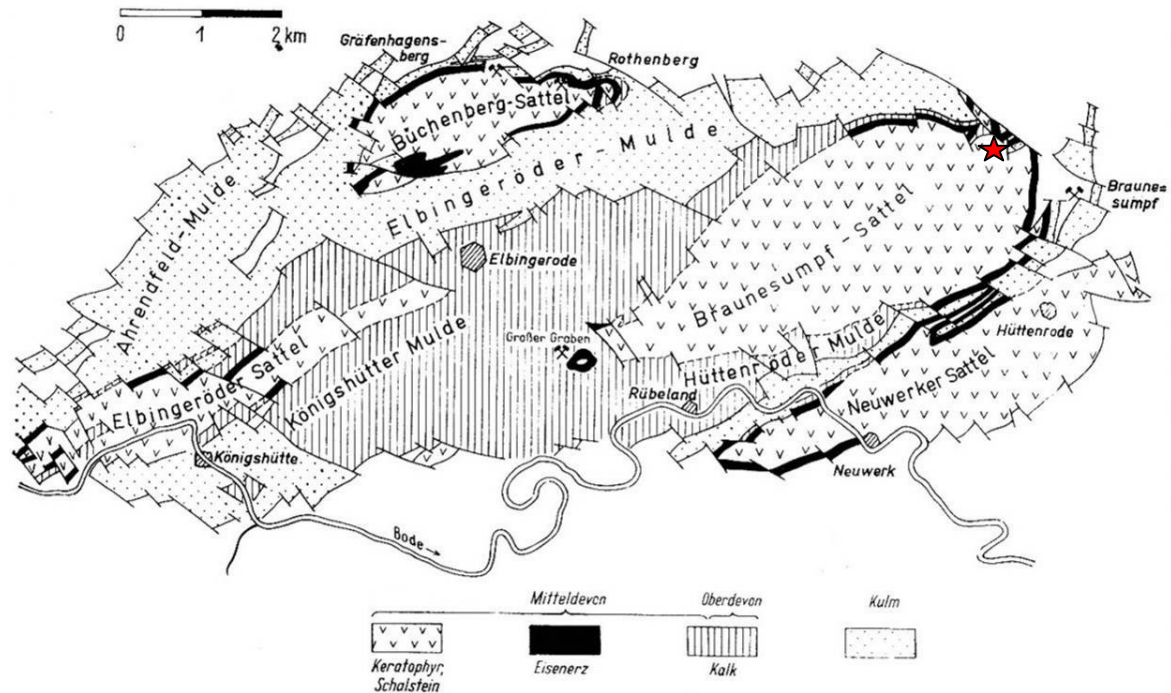 0 1 2 km
Gräfenhagens-
berg
Rothenberg
Büchenberg-Sattel
Elbingeröder-Mulde
Ahrendfeld-Mulde
Braune=
sumpf
Elbingerode
Braunesumpf-Sattel
Großer Graben
Hüttenrode
Hüttenröder Mulde
Königshütter Mulde
Elbingeröder Sattel
Rübeland
Neuwerker Sattel
Königshütte
Neuwerk
Bode →
Mitteldevon Oberdevon Kulm
Keratophyr, Eisenerz Kalk
Schalstein